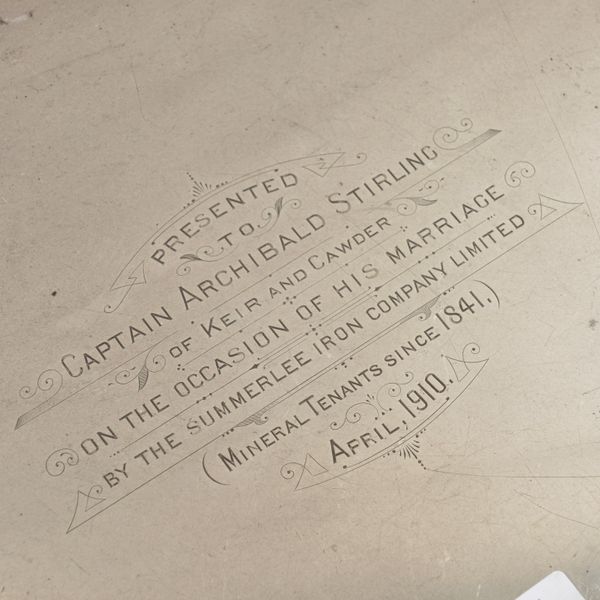 PRESENTED
TO
CAPTAIN ARCHIBALD STIRLING
OF KEIR AND CAWDER
ON THE OCCASION OF HIS MARRIAGE
BY THE SUMMERLEE IRON COMPANY LIMITED
(MINERAL TENANTS SINCE 1841.)
APRIL, 1910.